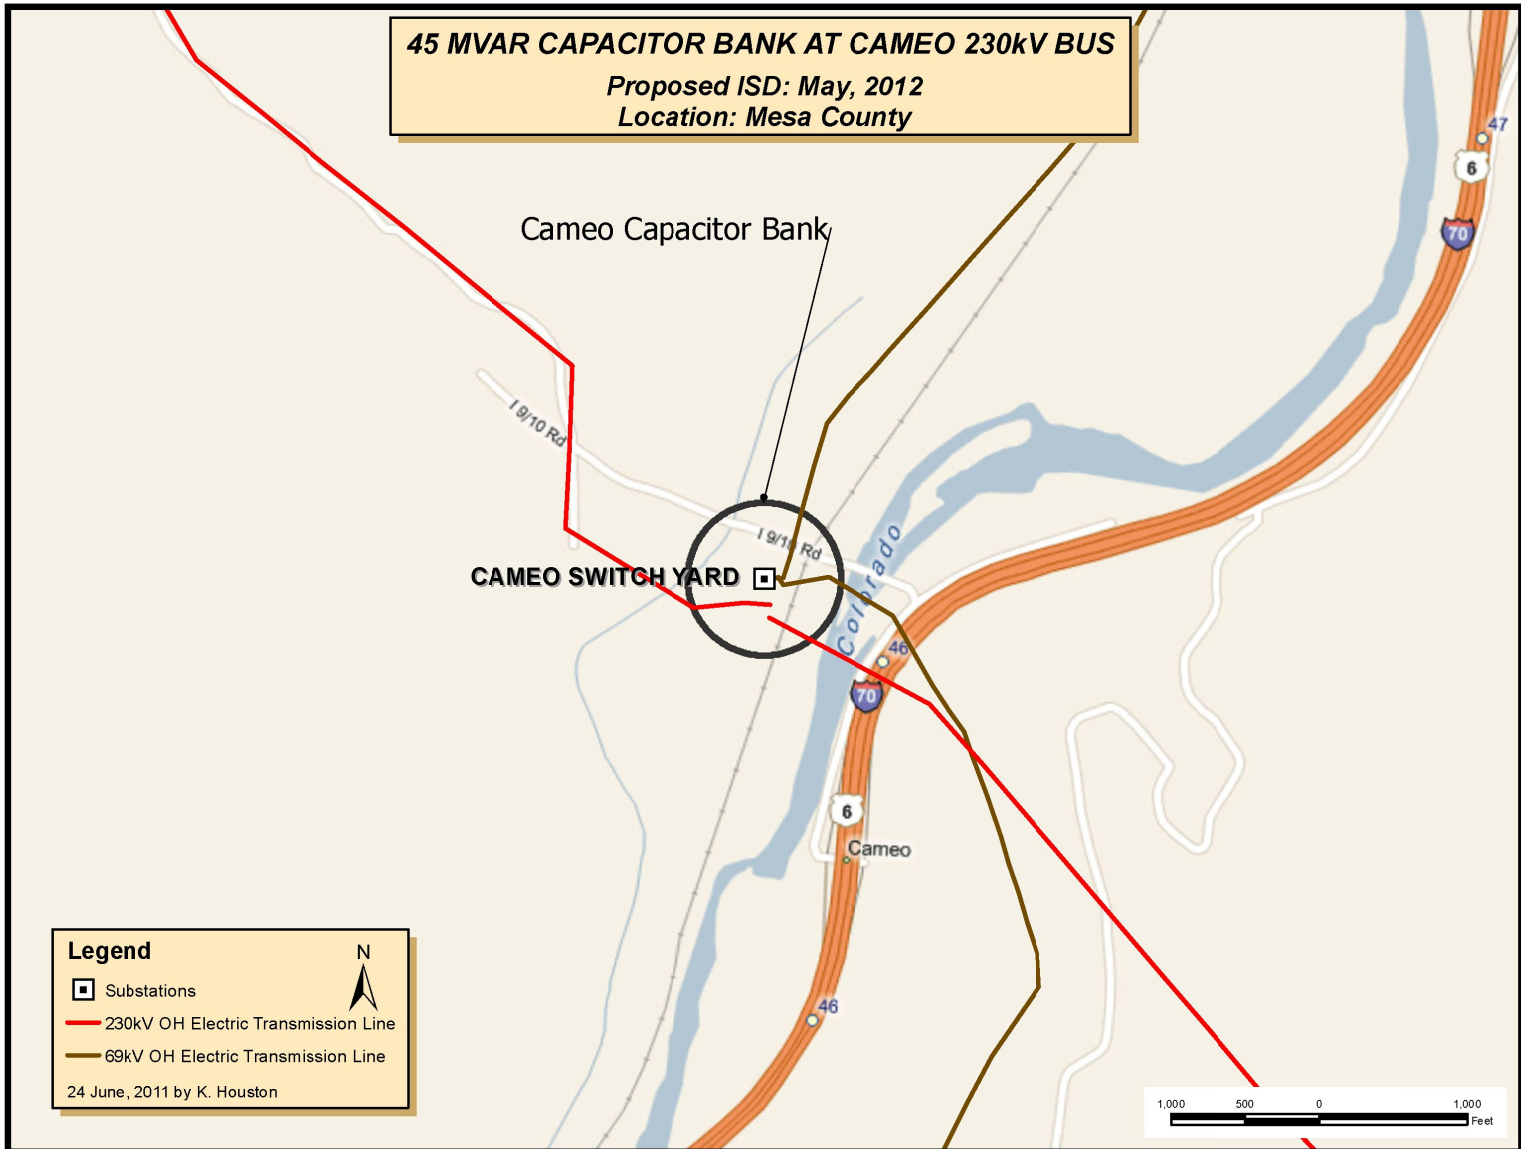 45 MVAR CAPACITOR BANK AT CAMEO 230kV BUS
Proposed ISD: May, 2012
Location: Mesa County
47
6
70
Cameo Capacitor Bank
I 9/10 Rd
I 9/10 Rd
CAMEO SWITCH YARD
Colorado
46
70
6
Cameo
46
Legend
N
Substations
230kV OH Electric Transmission Line
69kV OH Electric Transmission Line
24 June, 2011 by K. Houston
1,000 500 0 1,000
Feet